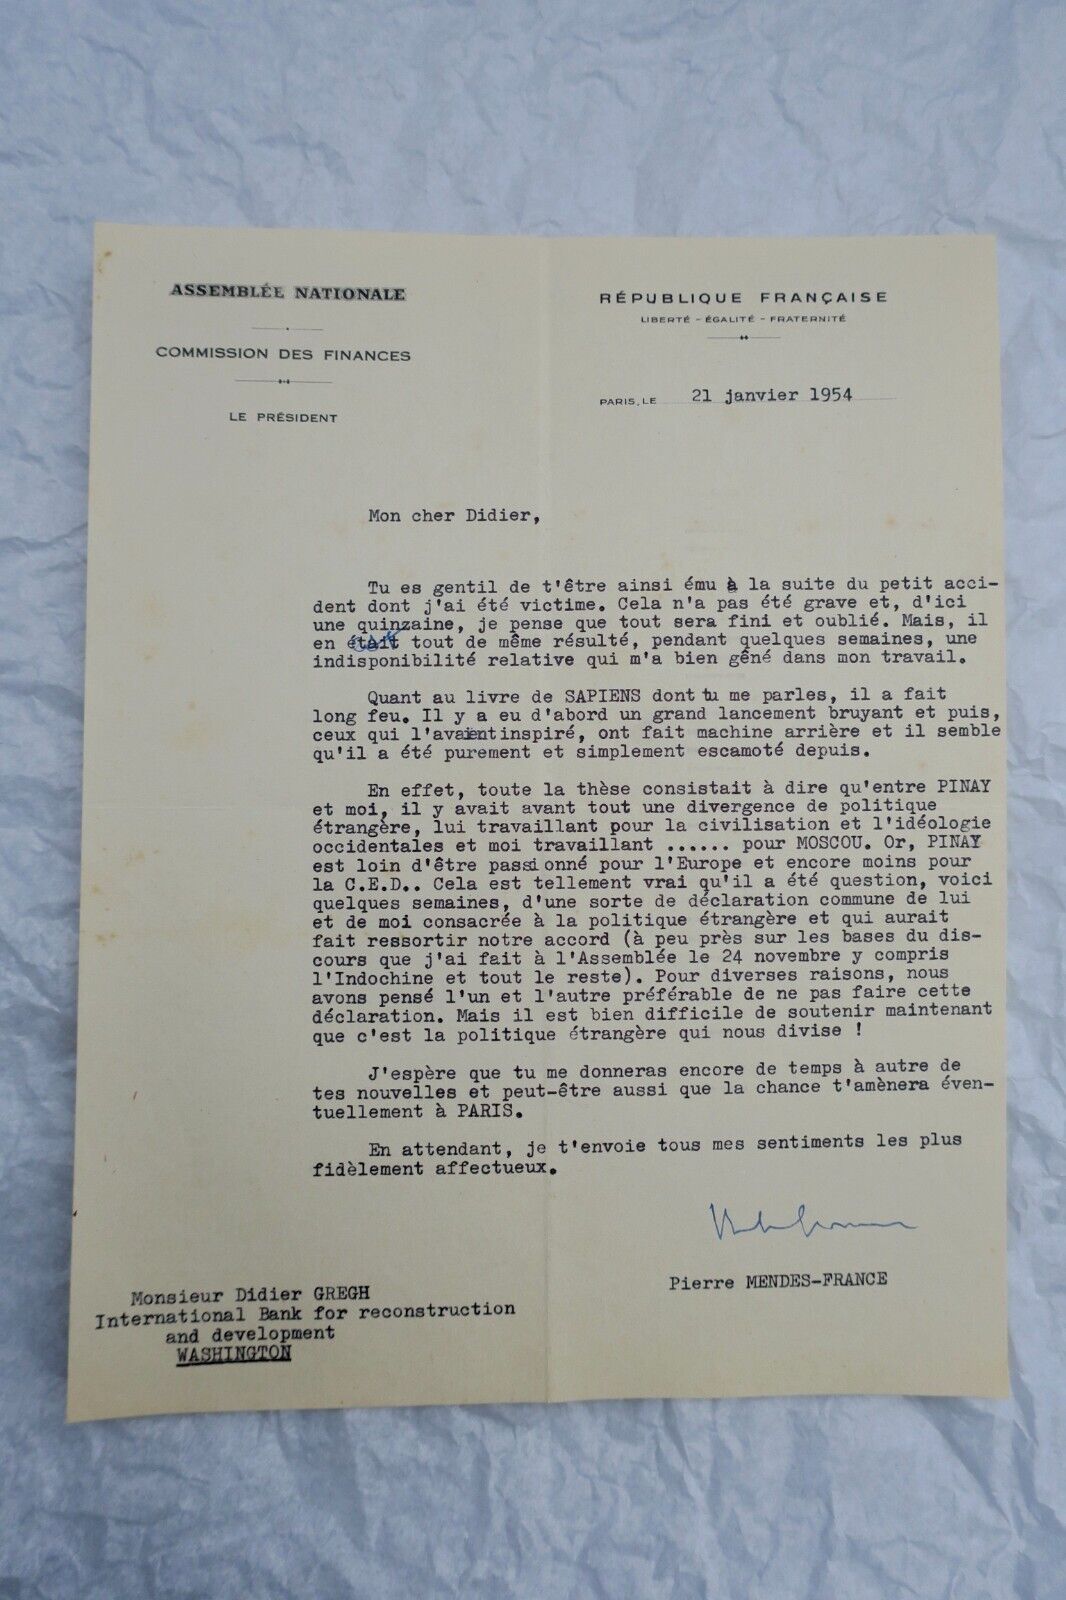 ASSEMBLÉE NATIONALE
COMMISSION DES FINANCES
LE PRÉSIDENT
RÉPUBLIQUE FRANÇAISE
LIBERTÉ - ÉGALITÉ - FRATERNITÉ
PARIS, LE 21 janvier 1954
Mon cher Didier,
Tu es gentil de t'être ainsi ému à la suite du petit acci-
dent dont j'ai été victime. Cela n'a pas été grave et, d'ici
une quinzaine, je pense que tout sera fini et oublié. Mais, il
en était tout de même résulté, pendant quelques semaines, une
indisponibilité relative qui m'a bien gêné dans mon travail.
Quant au livre de SAPIENS dont tu me parles, il a fait
long feu. Il y a eu d'abord un grand lancement bruyant et puis,
ceux qui l'avaient inspiré, ont fait machine arrière et il semble
qu'il a été purement et simplement escamoté depuis.
En effet, toute la thèse consistait à dire qu'entre PINAY
et moi, il y avait avant tout une divergence de politique
étrangère, lui travaillant pour la civilisation et l'idéologie
occidentales et moi travaillant ...... pour MOSCOU. Or, PINAY
est loin d'être passionné pour l'Europe et encore moins pour
la C.E.D.. Cela est tellement vrai qu'il a été question, voici
quelques semaines, d'une sorte de déclaration commune de lui
et de moi consacrée à la politique étrangère et qui aurait
fait ressortir notre accord (à peu près sur les bases du dis-
cours que j'ai fait à l'Assemblée le 24 novembre y compris
l'Indochine et tout le reste). Pour diverses raisons, nous
avons pensé l'un et l'autre préférable de ne pas faire cette
déclaration. Mais il est bien difficile de soutenir maintenant
que c'est la politique étrangère qui nous divise !
J'espère que tu me donneras encore de temps à autre de
tes nouvelles et peut-être aussi que la chance t'amènera éven-
tuellement à PARIS.
En attendant, je t'envoie tous mes sentiments les plus
fidèlement affectueux.
Pierre MENDES-FRANCE
Monsieur Didier GREGH
International Bank for reconstruction
and development
WASHINGTON